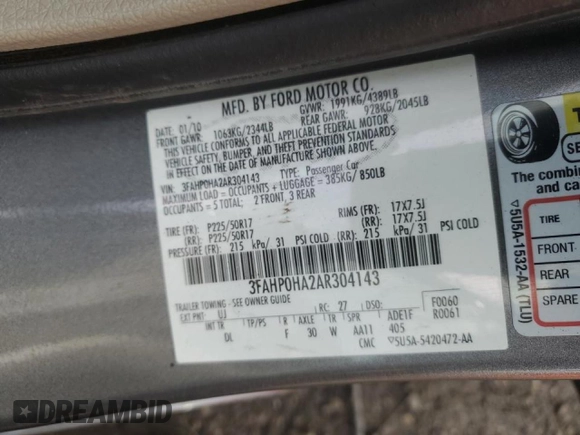 MFD. BY FORD MOTOR CO.
DATE: 01/10 GVWR: 1991KG/4389LB
FRONT GAWR: 1063KG/2344LB REAR GAWR: 928KG/2045LB
THIS VEHICLE CONFORMS TO ALL APPLICABLE FEDERAL MOTOR
VEHICLE SAFETY, BUMPER, AND THEFT PREVENTION STANDARDS
IN EFFECT ON THE DATE OF MANUFACTURE SHOWN ABOVE.
VIN: 3FAHP0HA2AR304143 TYPE: Passenger Car
MAXIMUM LOAD = OCCUPANTS + LUGGAGE = 385KG/850LB
OCCUPANTS = 5 TOTAL: 2 FRONT, 3 REAR
TIRE (FR): P225/50R17 RIMS (FR): 17X7.5J
(RR): P225/50R17 (RR): 17X7.5J
PRESSURE (FR): 215 kPa/ 31 PSI COLD (RR): 215 kPa/ 31 PSI COLD
3FAHP0HA2AR304143
TRAILER TOWING - SEE OWNER GUIDE
EXT PNT: UJ RC: 27 DSO: F0060
R0061
INT TR TP/PS R AXLE TR SPR ADE1F
DL F 30 W AA11 405
CMC 5U5A-5420472-AA
The combin
and ca
TIRE
FRONT
REAR
SPARE
5U5A-1532-AA (TLU)
DREAMBID